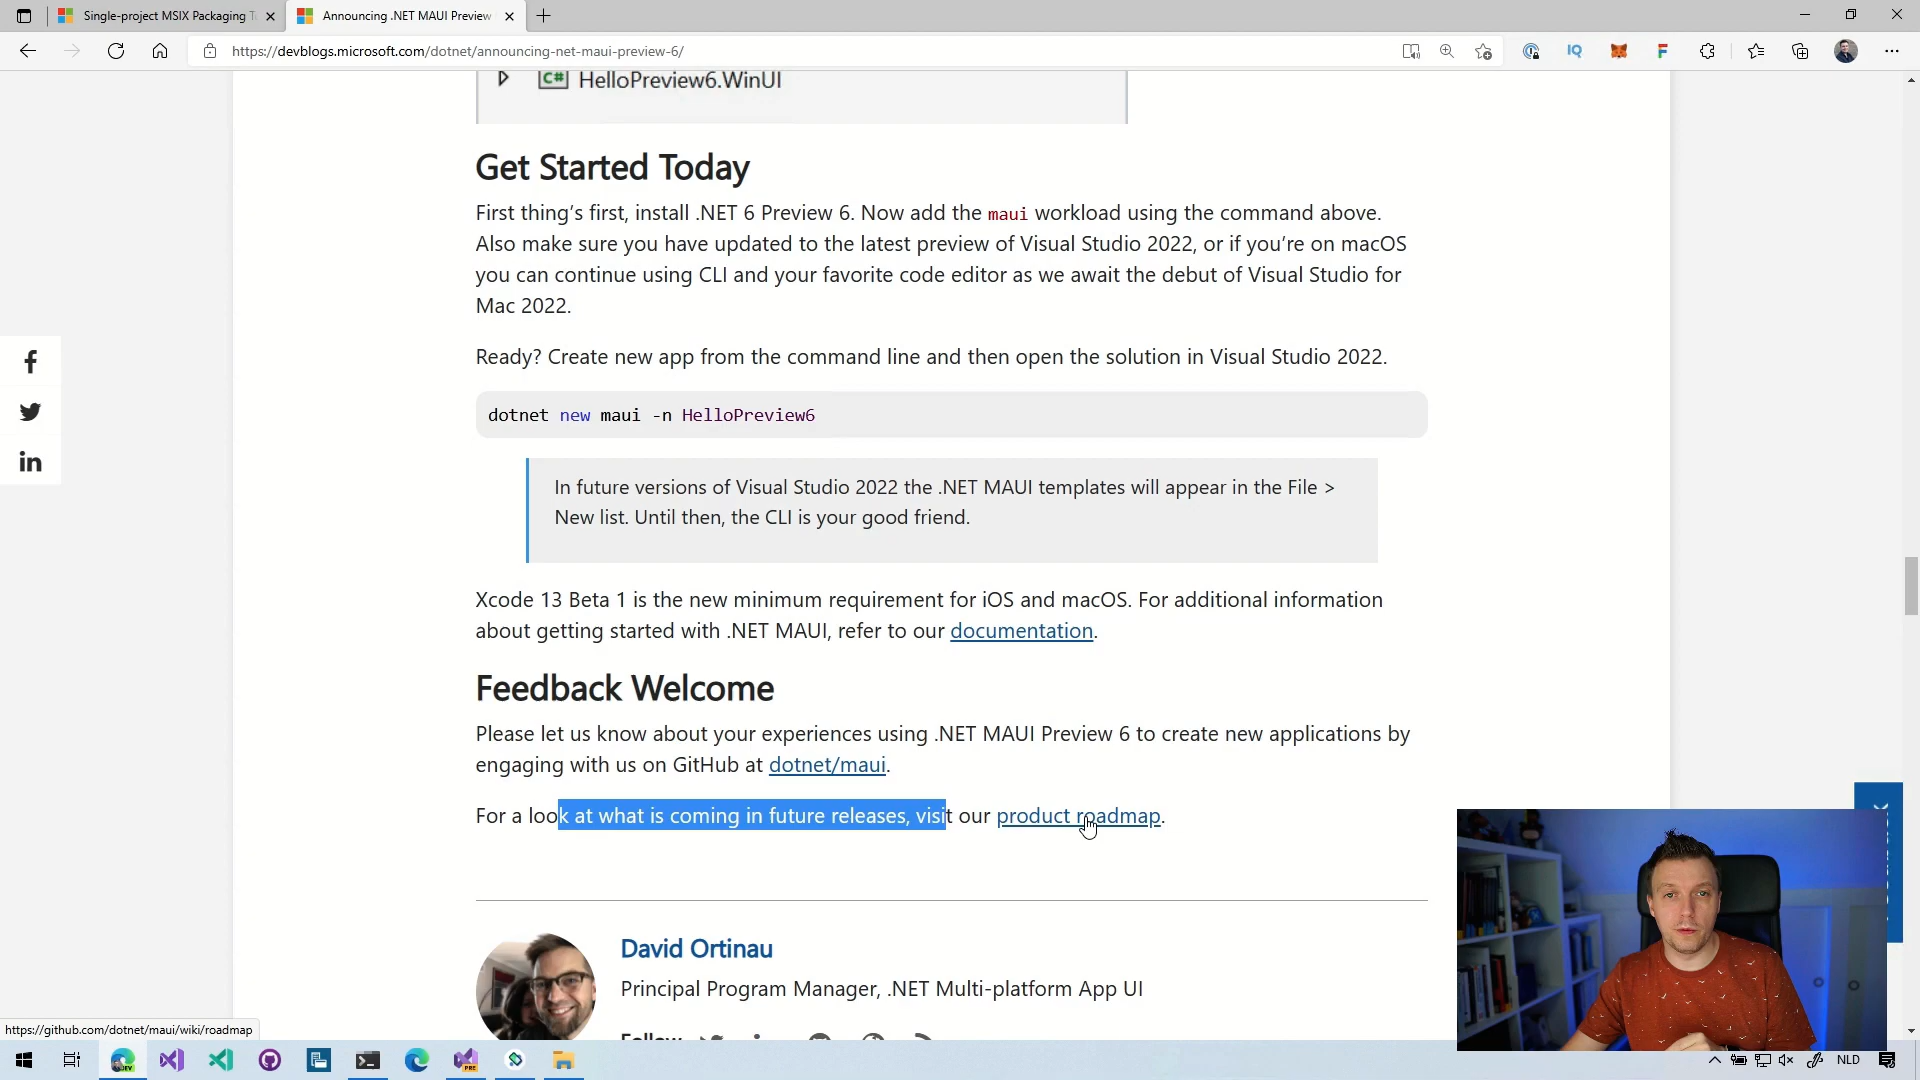 Single-project MSIX Packaging T
Announcing .NET MAUI Preview
https://devblogs.microsoft.com/dotnet/announcing-net-maui-preview-6/
IQ
F
C# HelloPreview6.WinUI
Get Started Today
First thing’s first, install .NET 6 Preview 6. Now add the maui workload using the command above.
Also make sure you have updated to the latest preview of Visual Studio 2022, or if you’re on macOS
you can continue using CLI and your favorite code editor as we await the debut of Visual Studio for
Mac 2022.
Ready? Create new app from the command line and then open the solution in Visual Studio 2022.
dotnet new maui -n HelloPreview6
In future versions of Visual Studio 2022 the .NET MAUI templates will appear in the File >
New list. Until then, the CLI is your good friend.
Xcode 13 Beta 1 is the new minimum requirement for iOS and macOS. For additional information
about getting started with .NET MAUI, refer to our documentation.
Feedback Welcome
Please let us know about your experiences using .NET MAUI Preview 6 to create new applications by
engaging with us on GitHub at dotnet/maui.
For a look at what is coming in future releases, visit our product roadmap.
David Ortinau
Principal Program Manager, .NET Multi-platform App UI
Follow
https://github.com/dotnet/maui/wiki/roadmap
NLD